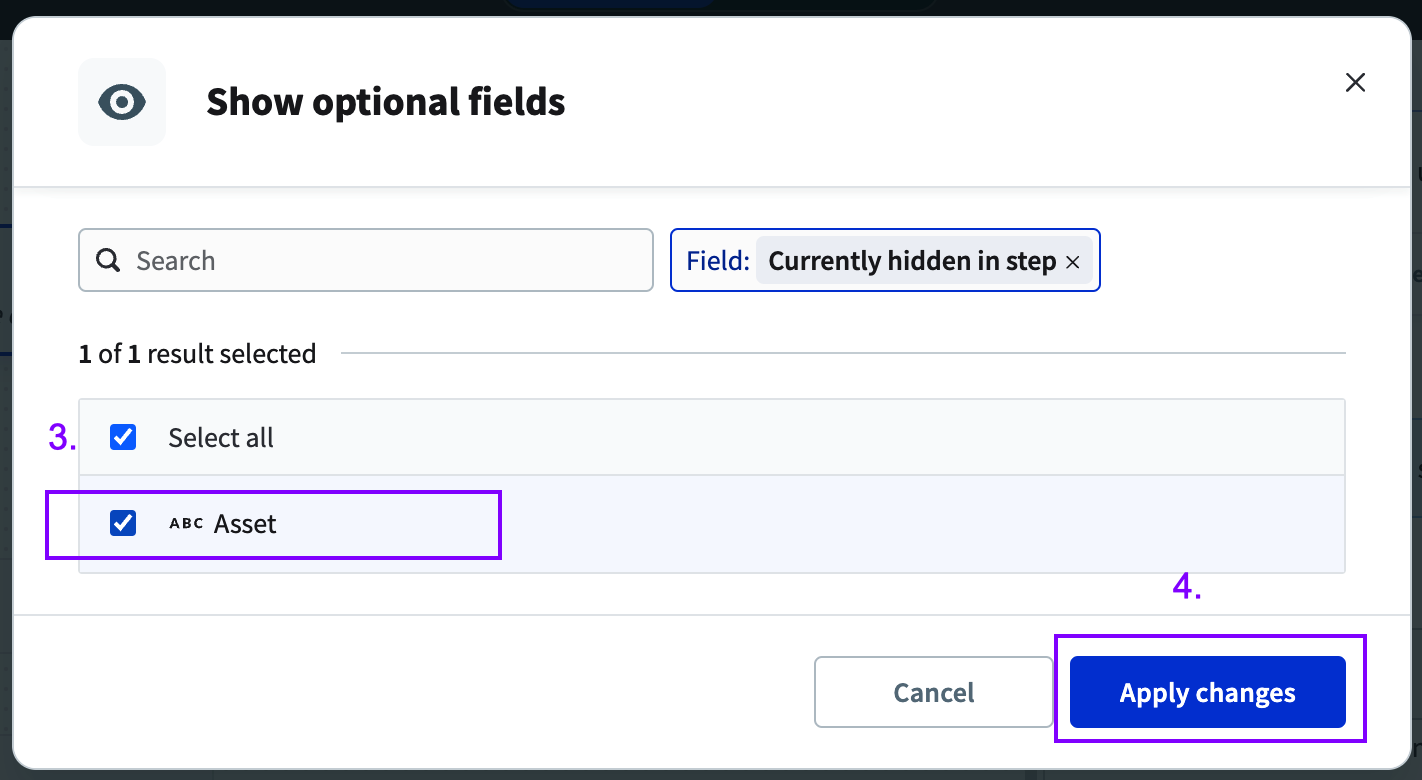 Show optional fields
Search
Field: Currently hidden in step ×
1 of 1 result selected
3.
Select all
ABC Asset
4.
Cancel
Apply changes